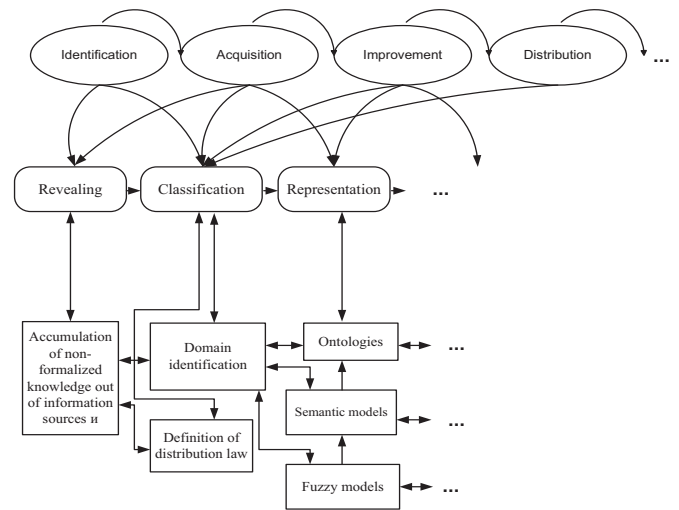 Identification
Acquisition
Improvement
Distribution
...
Revealing
Classification
Representation
...
Accumulation
of non-
formalized
knowledge out
of information
sources и
Domain
identification
Ontologies
...
Semantic models
...
Definition of
distribution law
Fuzzy models
...